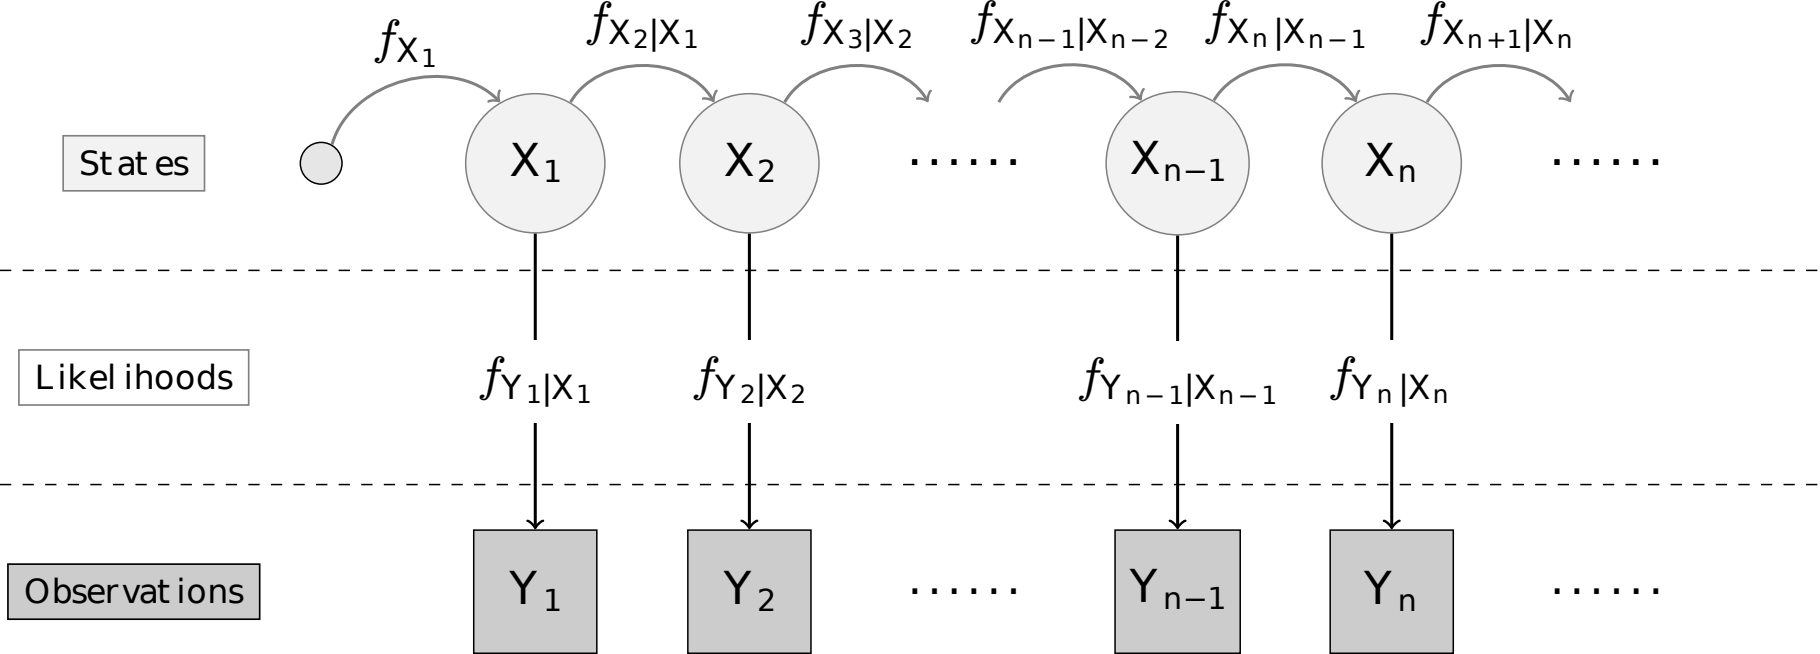 f_{X_1} f_{X_2|X_1} f_{X_3|X_2} f_{X_{n−1}|X_{n−2}} f_{X_n|X_{n−1}} f_{X_{n+1}|X_n}
States X_1 X_2 ...... X_{n−1} X_n ......
Likelihoods f_{Y_1|X_1} f_{Y_2|X_2} f_{Y_{n−1}|X_{n−1}} f_{Y_n|X_n}
Observations Y_1 Y_2 ...... Y_{n−1} Y_n ......